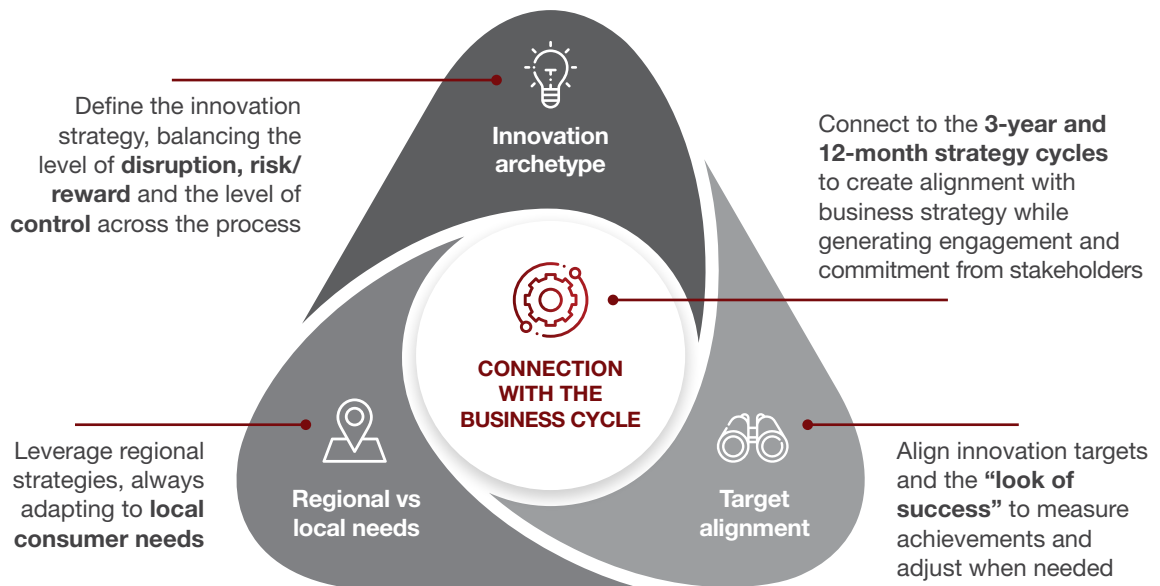 Innovation
archetype
Define the innovation
strategy, balancing the
level of disruption, risk/
reward and the level of
control across the process
Connect to the 3-year and
12-month strategy cycles
to create alignment with
business strategy while
generating engagement and
commitment from stakeholders
CONNECTION
WITH THE
BUSINESS CYCLE
Leverage regional
strategies, always
adapting to local
consumer needs
Regional vs
local needs
Target
alignment
Align innovation targets
and the “look of
success” to measure
achievements and
adjust when needed